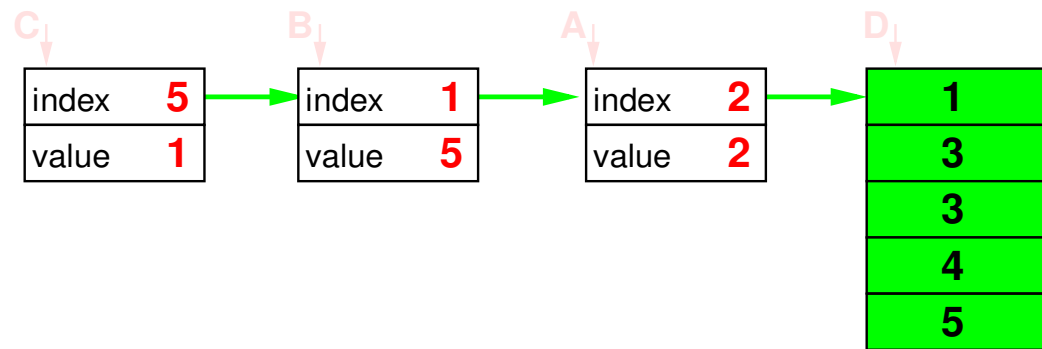 C B A D
index 5 index 1 index 2 1
value 1 value 5 value 2 3
3
4
5